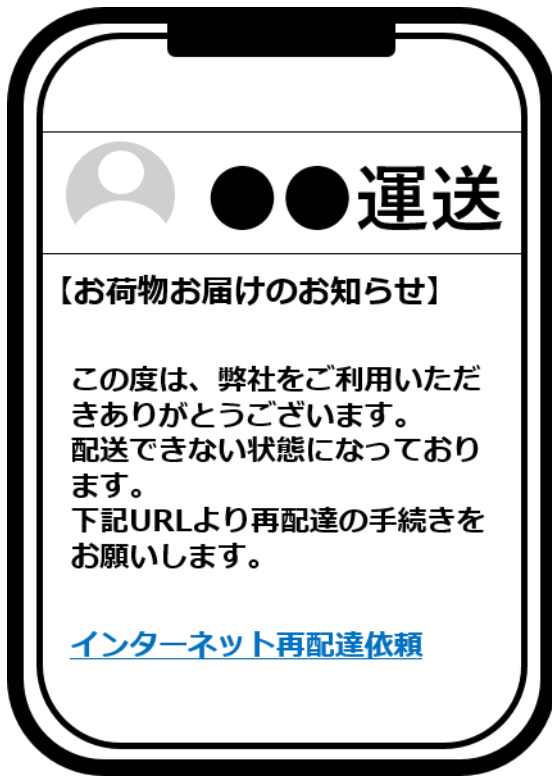 ●●運送
【お荷物お届けのお知らせ】
この度は、弊社をご利用いただ
きありがとうございます。
配送できない状態になっており
ます。
下記URLより再配達の手続きを
お願いします。
インターネット再配達依頼